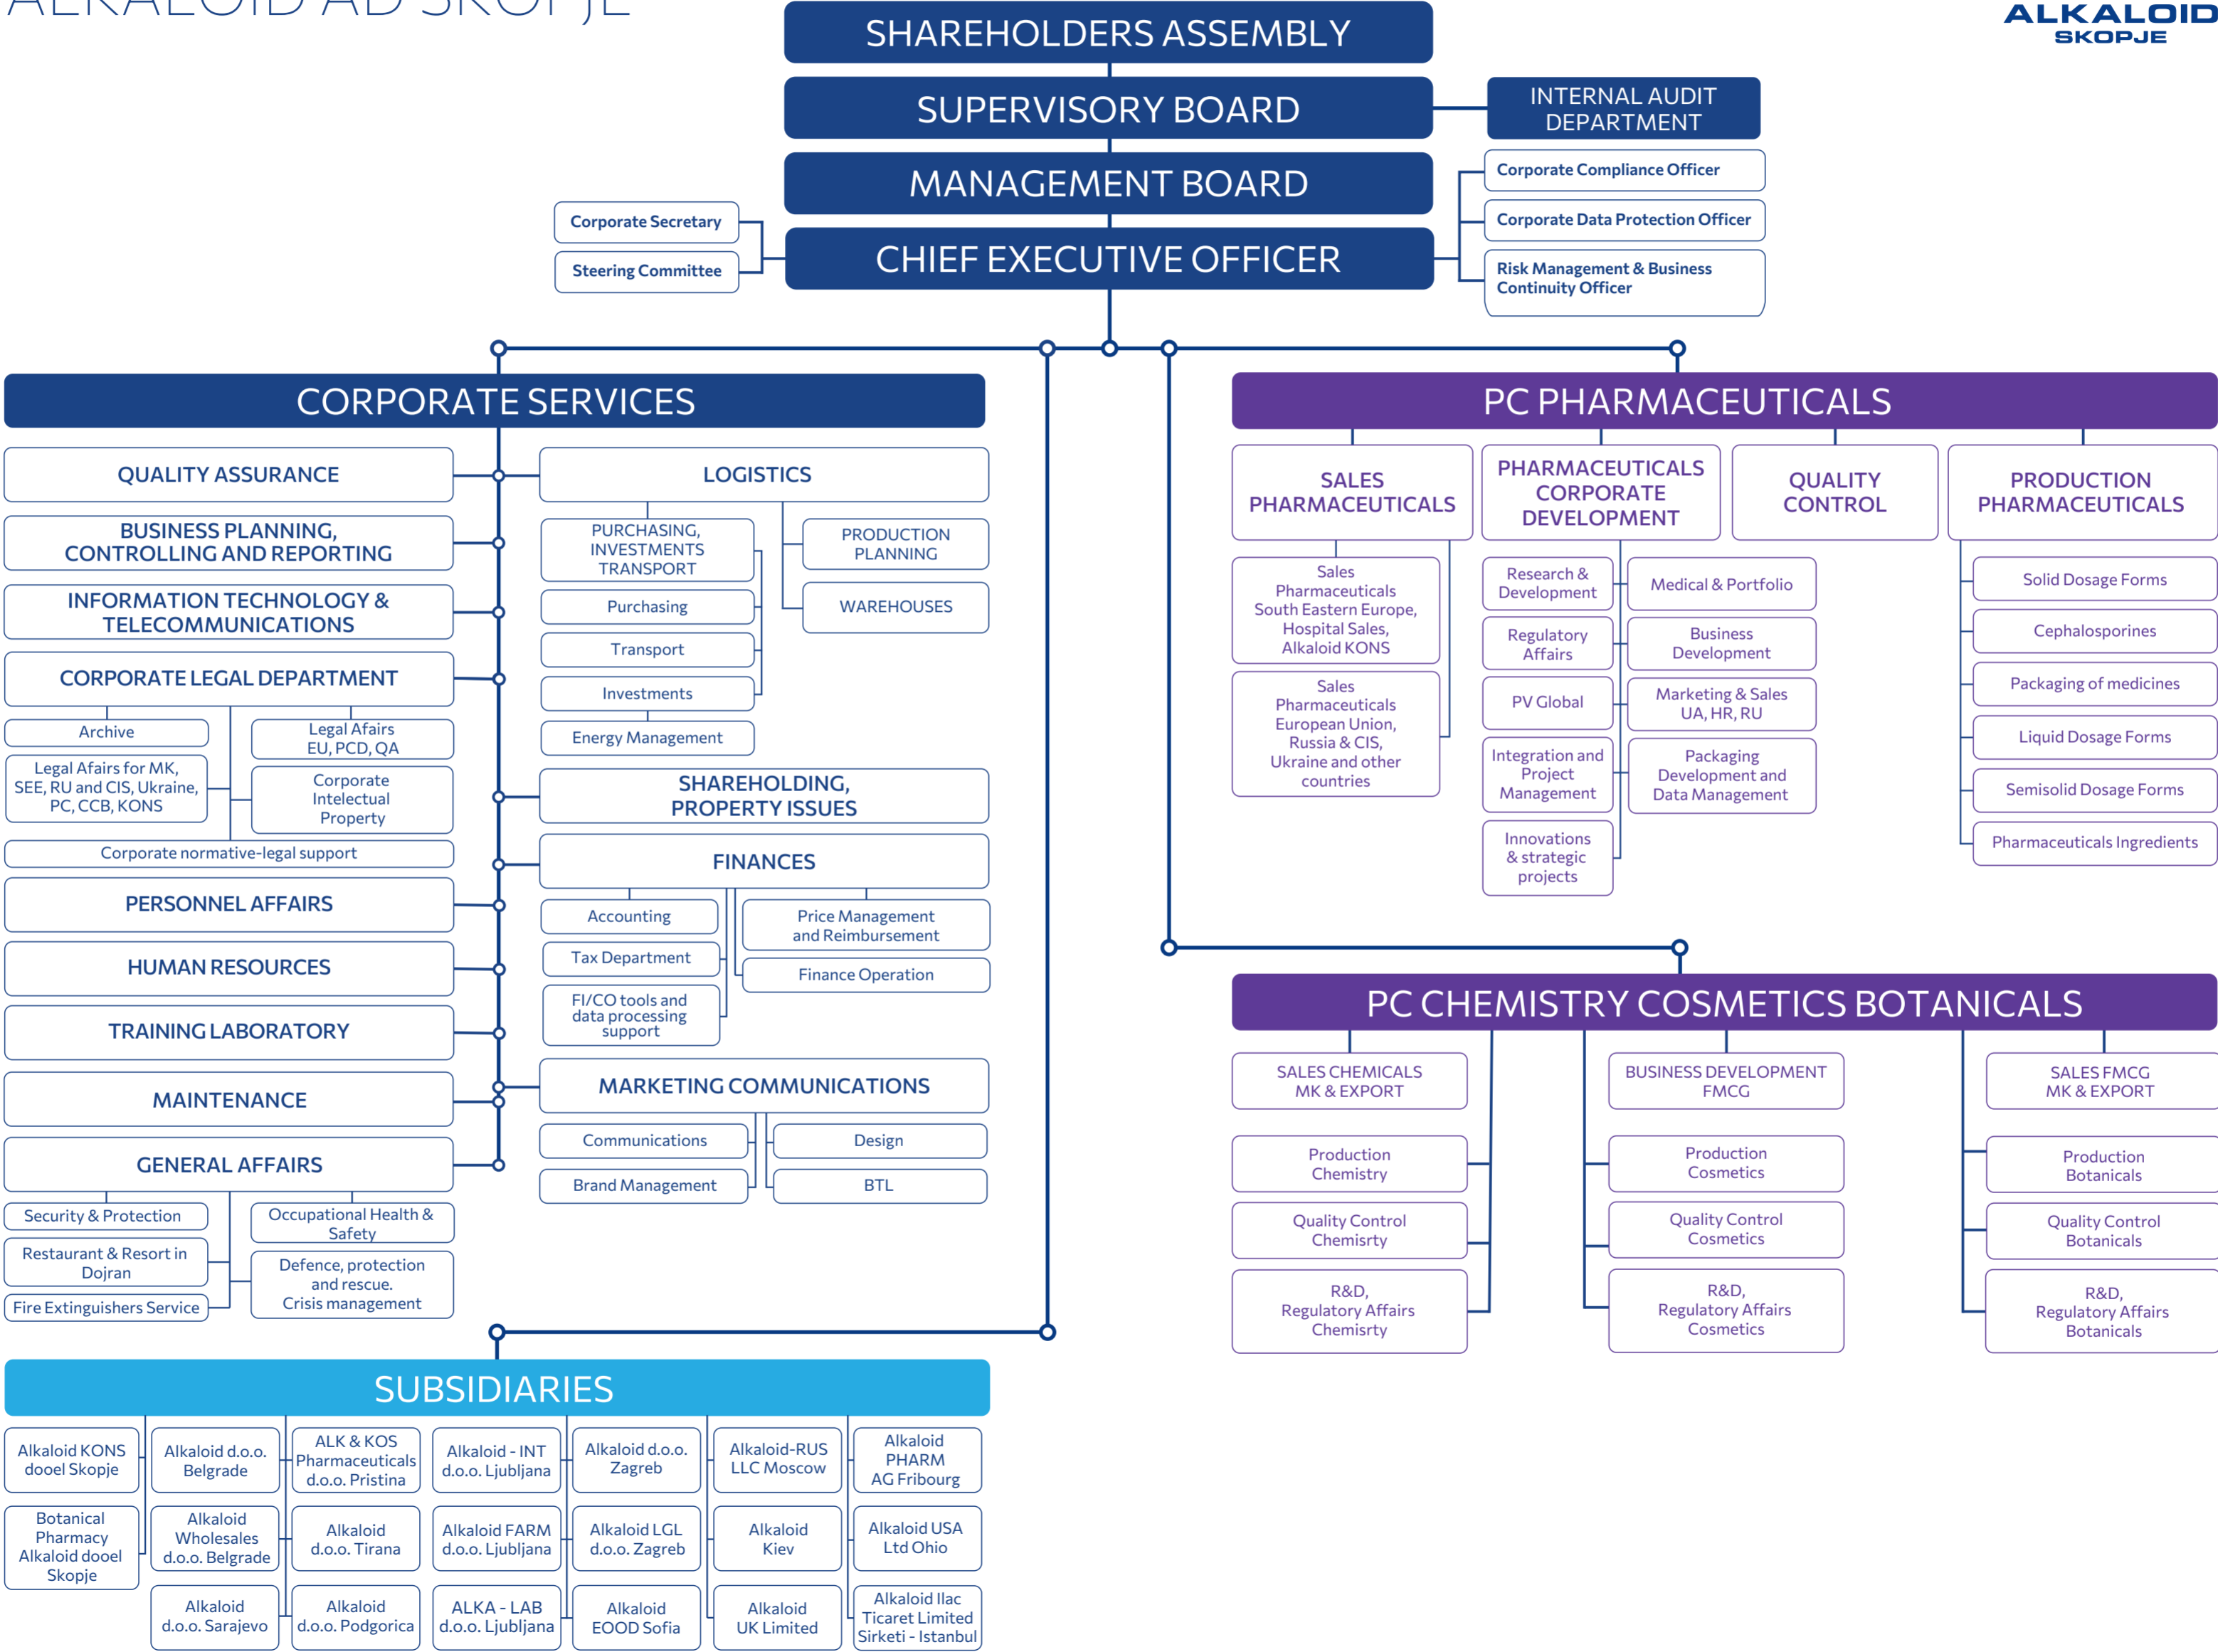 ALKALOID AD SKOPJE
ALKALOID
SKOPJE
SHAREHOLDERS ASSEMBLY
SUPERVISORY BOARD
INTERNAL AUDIT
DEPARTMENT
MANAGEMENT BOARD
Corporate Compliance Officer
Corporate Data Protection Officer
Risk Management & Business
Continuity Officer
Corporate Secretary
Steering Committee
CHIEF EXECUTIVE OFFICER
CORPORATE SERVICES
QUALITY ASSURANCE
BUSINESS PLANNING,
CONTROLLING AND REPORTING
INFORMATION TECHNOLOGY &
TELECOMMUNICATIONS
CORPORATE LEGAL DEPARTMENT
Archive
Legal Afairs
EU, PCD, QA
Legal Afairs for MK,
SEE, RU and CIS, Ukraine,
PC, CCB, KONS
Corporate
Intelectual
Property
Corporate normative-legal support
PERSONNEL AFFAIRS
HUMAN RESOURCES
TRAINING LABORATORY
MAINTENANCE
GENERAL AFFAIRS
Security & Protection
Occupational Health &
Safety
Restaurant & Resort in
Dojran
Defence, protection
and rescue.
Crisis management
Fire Extinguishers Service
LOGISTICS
PURCHASING,
INVESTMENTS
TRANSPORT
PRODUCTION
PLANNING
Purchasing
WAREHOUSES
Transport
Investments
Energy Management
SHAREHOLDING,
PROPERTY ISSUES
FINANCES
Accounting
Price Management
and Reimbursement
Tax Department
Finance Operation
FI/CO tools and
data processing
support
MARKETING COMMUNICATIONS
Communications
Design
Brand Management
BTL
PC PHARMACEUTICALS
SALES
PHARMACEUTICALS
PHARMACEUTICALS
CORPORATE
DEVELOPMENT
QUALITY
CONTROL
PRODUCTION
PHARMACEUTICALS
Sales
Pharmaceuticals
South Eastern Europe,
Hospital Sales,
Alkaloid KONS
Sales
Pharmaceuticals
European Union,
Russia & CIS,
Ukraine and other
countries
Research &
Development
Medical & Portfolio
Regulatory
Affairs
Business
Development
PV Global
Marketing & Sales
UA, HR, RU
Integration and
Project
Management
Packaging
Development and
Data Management
Innovations
& strategic
projects
Solid Dosage Forms
Cephalosporines
Packaging of medicines
Liquid Dosage Forms
Semisolid Dosage Forms
Pharmaceuticals Ingredients
PC CHEMISTRY COSMETICS BOTANICALS
SALES CHEMICALS
MK & EXPORT
BUSINESS DEVELOPMENT
FMCG
SALES FMCG
MK & EXPORT
Production
Chemistry
Production
Cosmetics
Production
Botanicals
Quality Control
Chemisrty
Quality Control
Cosmetics
Quality Control
Botanicals
R&D,
Regulatory Affairs
Chemisrty
R&D,
Regulatory Affairs
Cosmetics
R&D,
Regulatory Affairs
Botanicals
SUBSIDIARIES
Alkaloid KONS
dooel Skopje
Alkaloid d.o.o.
Belgrade
ALK & KOS
Pharmaceuticals
d.o.o. Pristina
Alkaloid - INT
d.o.o. Ljubljana
Alkaloid d.o.o.
Zagreb
Alkaloid-RUS
LLC Moscow
Alkaloid
PHARM
AG Fribourg
Botanical
Pharmacy
Alkaloid dooel
Skopje
Alkaloid
Wholesales
d.o.o. Belgrade
Alkaloid
d.o.o. Tirana
Alkaloid FARM
d.o.o. Ljubljana
Alkaloid LGL
d.o.o. Zagreb
Alkaloid
Kiev
Alkaloid USA
Ltd Ohio
Alkaloid
d.o.o. Sarajevo
Alkaloid
d.o.o. Podgorica
ALKA - LAB
d.o.o. Ljubljana
Alkaloid
EOOD Sofia
Alkaloid
UK Limited
Alkaloid Ilac
Ticaret Limited
Sirketi - Istanbul